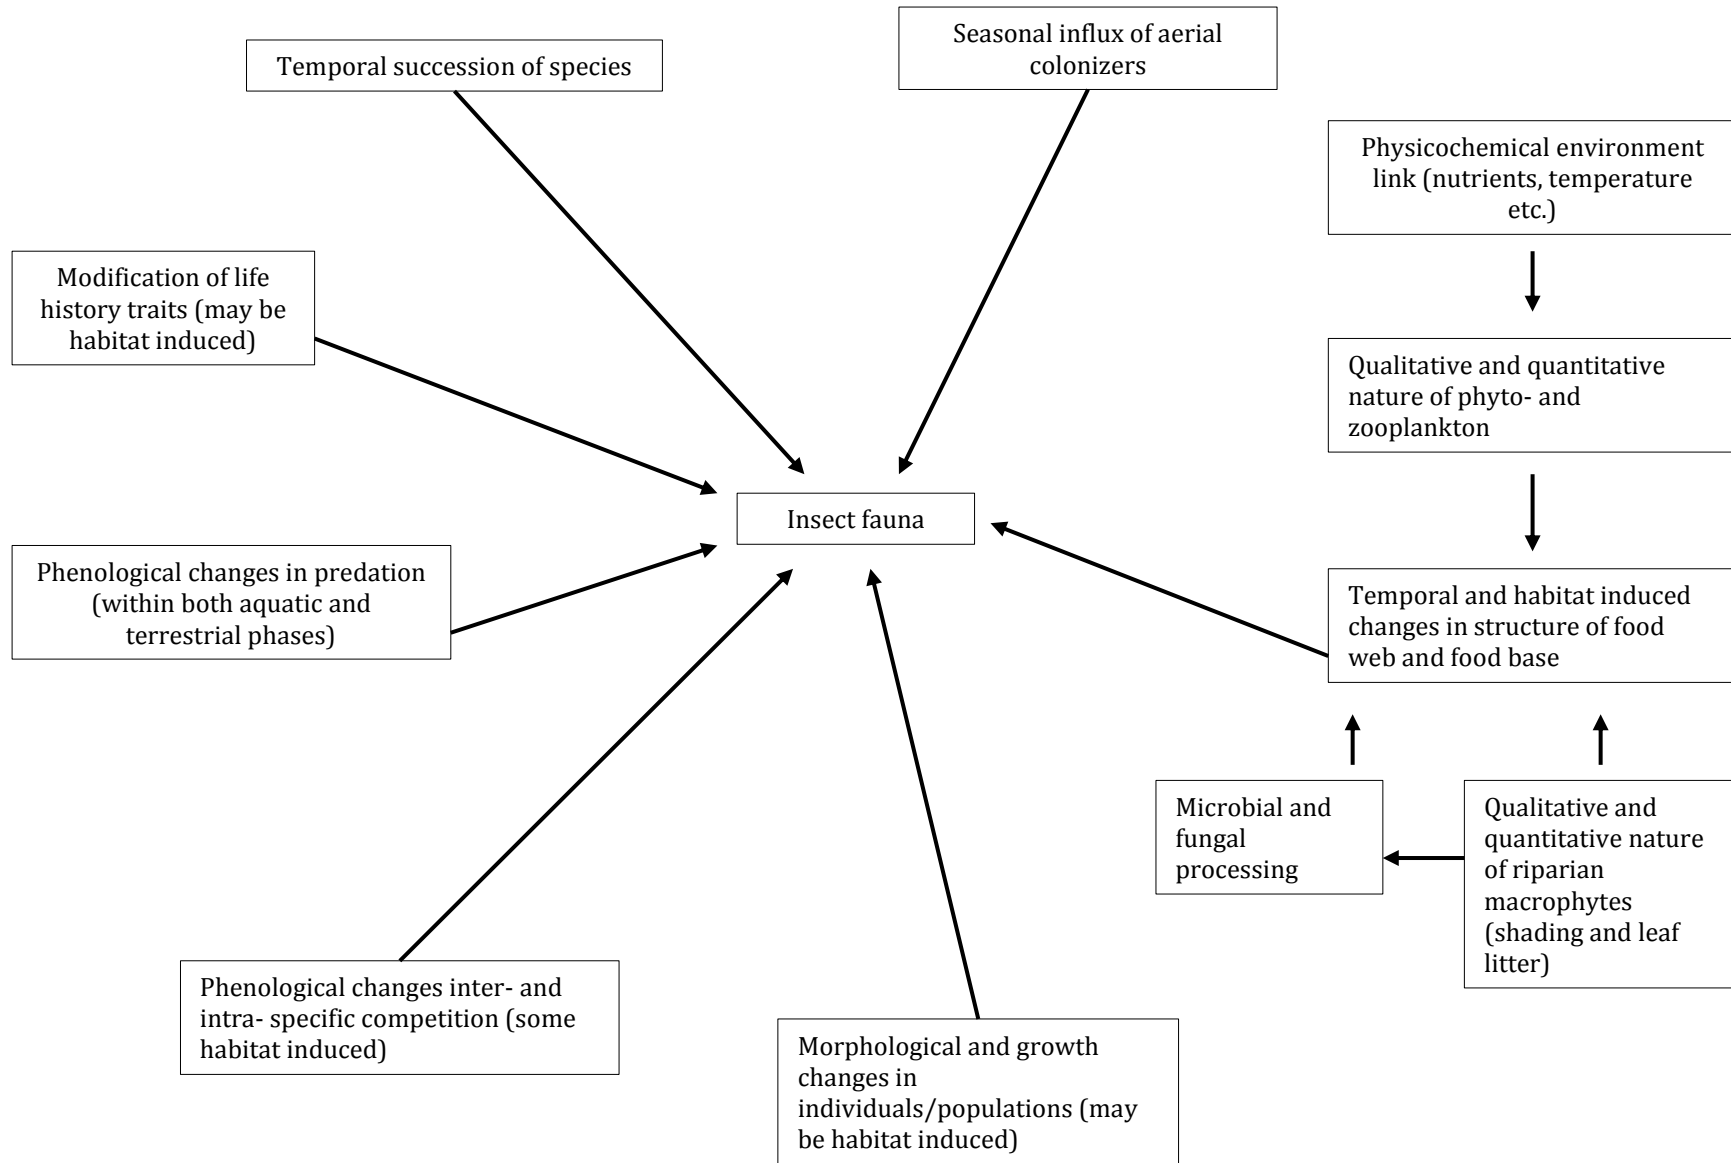 Temporal succession of species
Seasonal influx of aerial
colonizers
Physicochemical environment
link (nutrients, temperature
etc.)
Modification of life
history traits (may be
habitat induced)
Qualitative and quantitative
nature of phyto- and
zooplankton
Insect fauna
Phenological changes in predation
(within both aquatic and
terrestrial phases)
Temporal and habitat induced
changes in structure of food
web and food base
Microbial and
fungal
processing
Qualitative and
quantitative nature
of riparian
macrophytes
(shading and leaf
litter)
Phenological changes inter- and
intra- specific competition (some
habitat induced)
Morphological and growth
changes in
individuals/populations (may
be habitat induced)